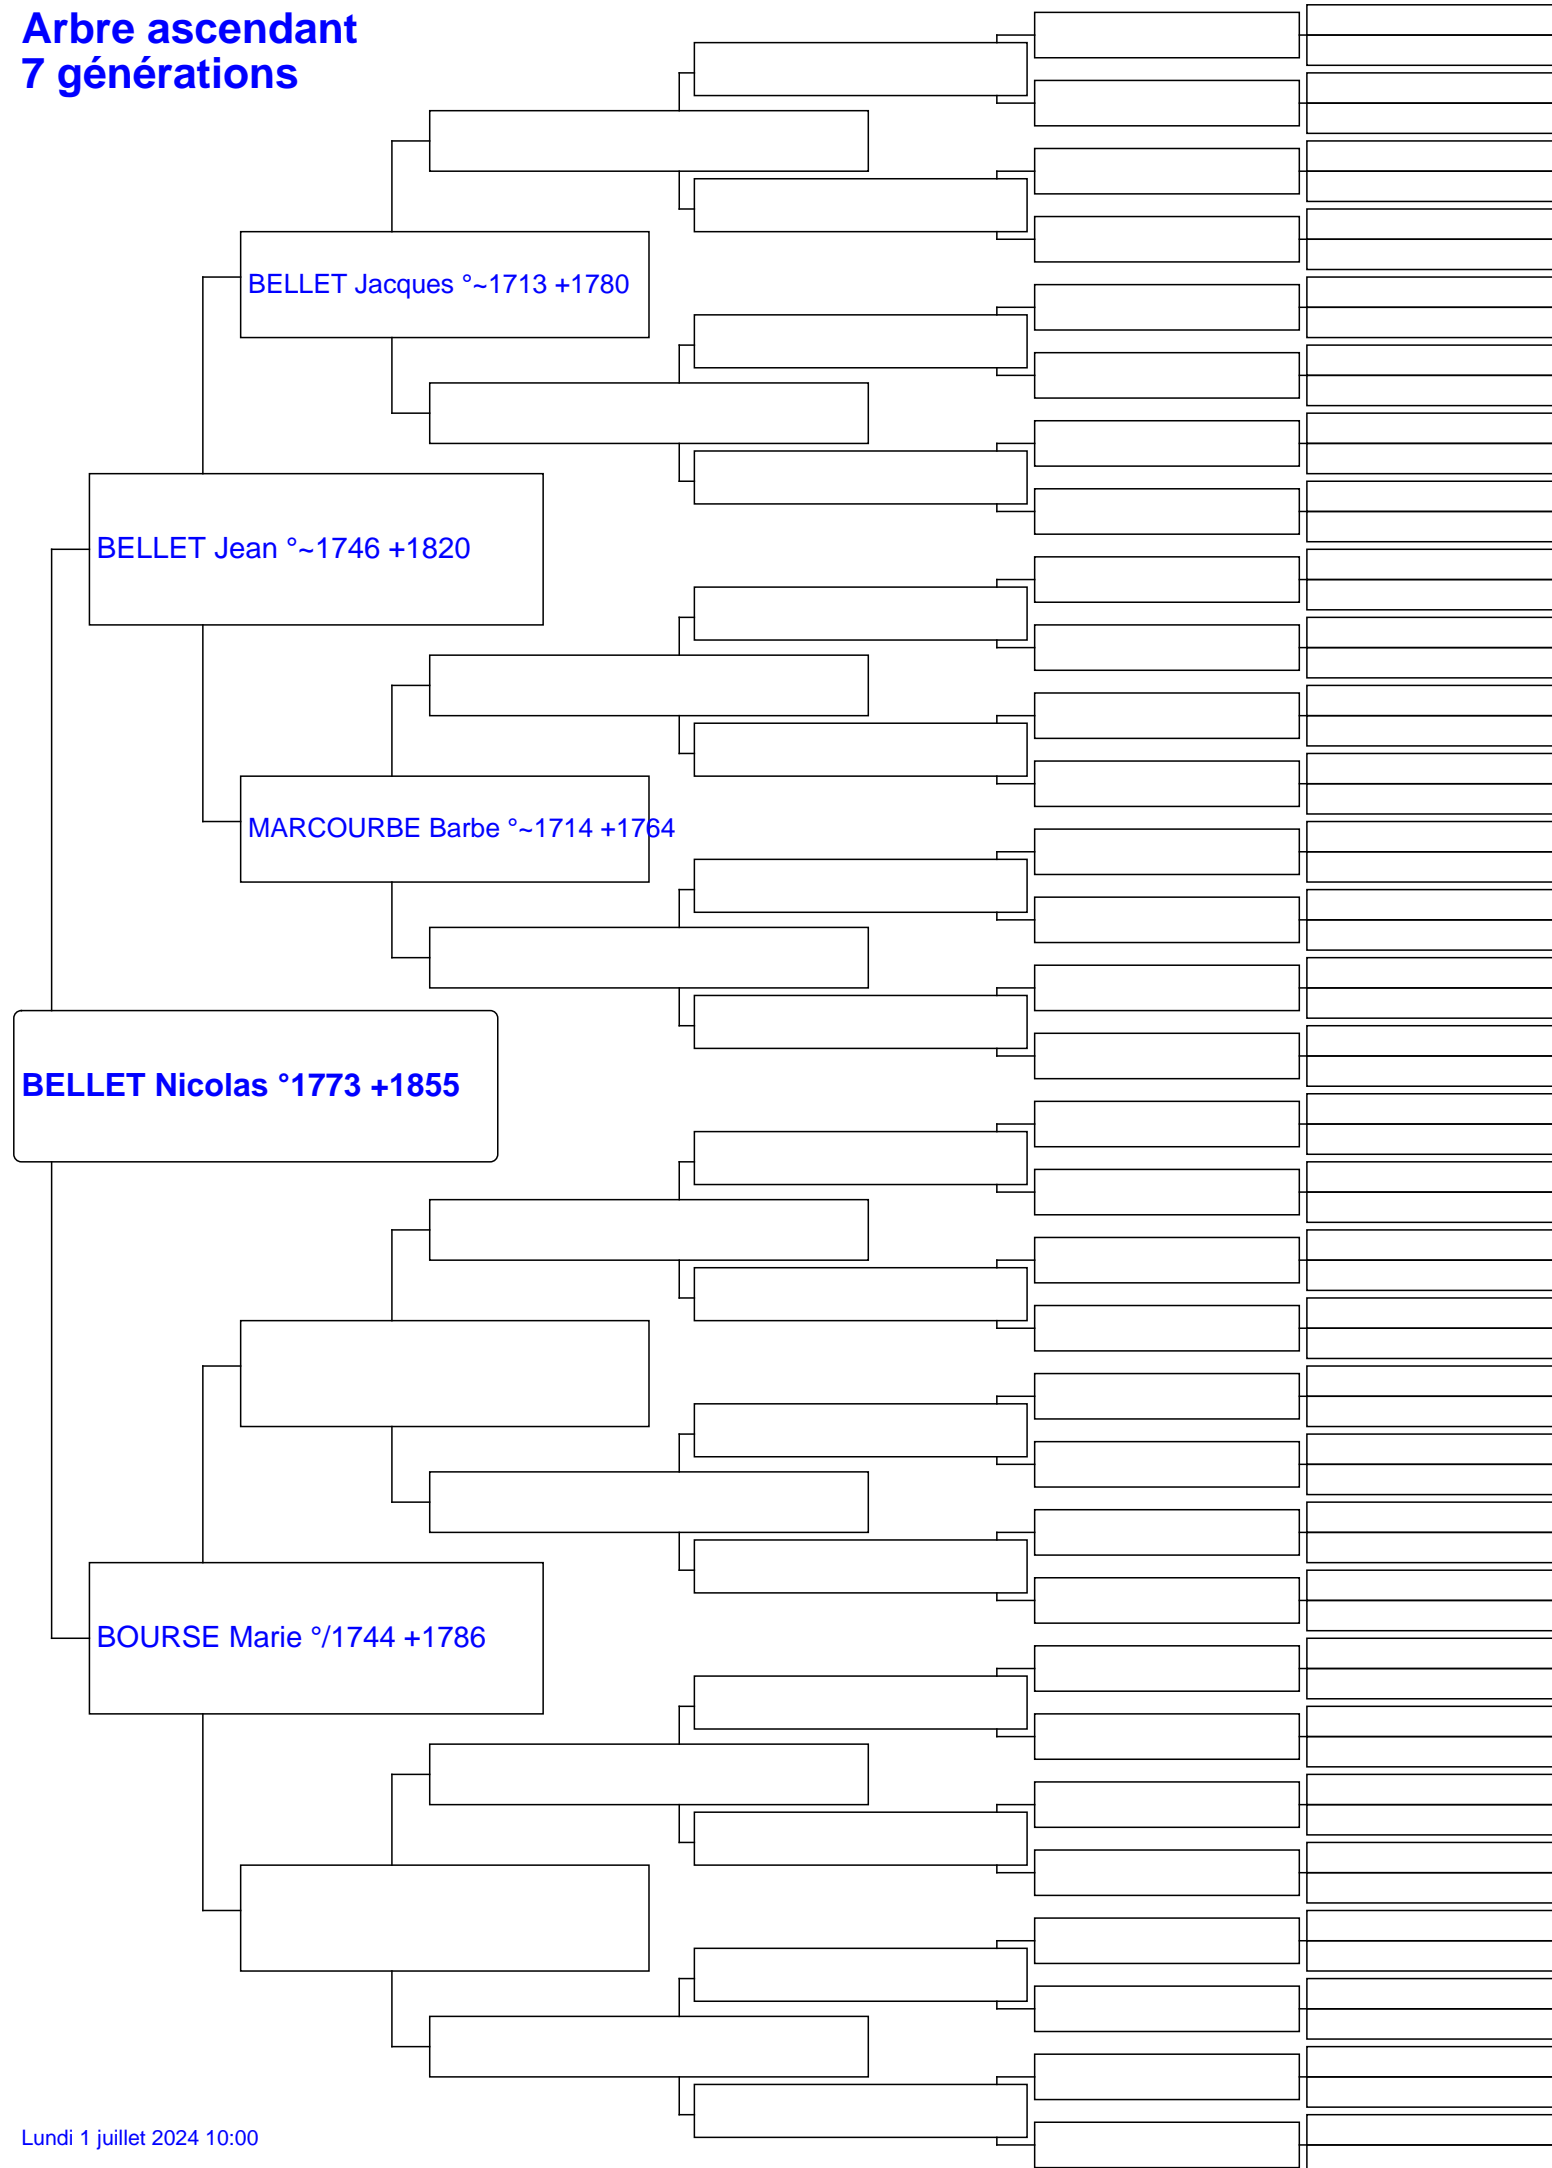 Arbre ascendant
7 générations
BELLET Jacques °~1713 +1780
BELLET Jean °~1746 +1820
MARCOURBE Barbe °~1714 +1764
BELLET Nicolas °1773 +1855
BOURSE Marie °/1744 +1786
Lundi 1 juillet 2024 10:00